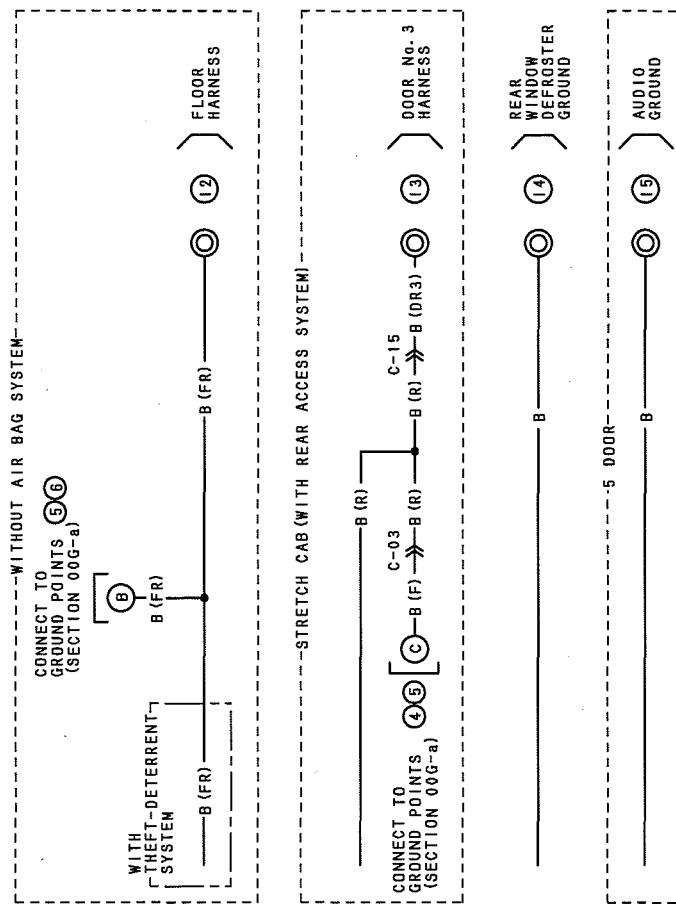 WITHOUT AIR BAG SYSTEM
CONNECT TO
GROUND POINTS
(SECTION 00G-a)
5 6
B
B (FR)
WITH
THEFT-DETERRENT
SYSTEM
B (FR)
B (FR)
12
FLOOR
HARNESS
STRETCH CAB(WITH REAR ACCESS SYSTEM)
B (R)
CONNECT TO
GROUND POINTS
(SECTION 00G-a)
4 5
C
B (F)
C-03
B (R)
B (R)
C-15
B (DR3)
13
DOOR No. 3
HARNESS
B
14
REAR
WINDOW
DEFROSTER
GROUND
5 DOOR
B
15
AUDIO
GROUND